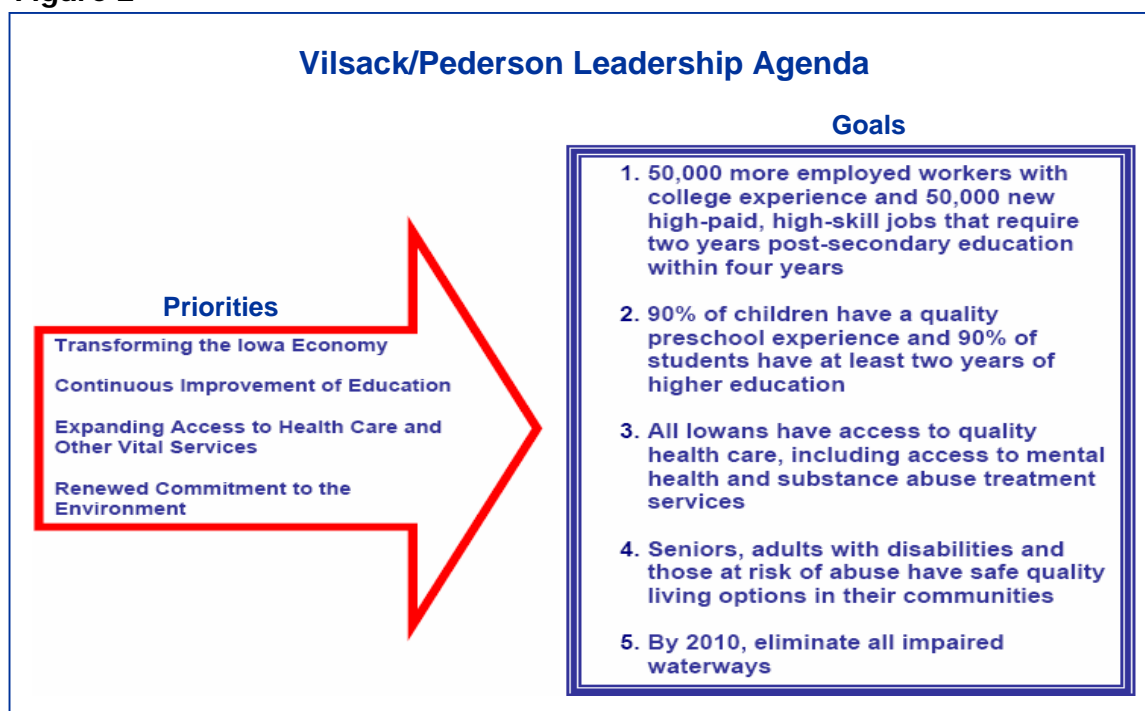 Vilsack/Pederson Leadership Agenda
Priorities
Transforming the Iowa Economy
Continuous Improvement of Education
Expanding Access to Health Care and
Other Vital Services
Renewed Commitment to the
Environment
Goals
1. 50,000 more employed workers with
college experience and 50,000 new
high-paid, high-skill jobs that require
two years post-secondary education
within four years
2. 90% of children have a quality
preschool experience and 90% of
students have at least two years of
higher education
3. All Iowans have access to quality
health care, including access to mental
health and substance abuse treatment
services
4. Seniors, adults with disabilities and
those at risk of abuse have safe quality
living options in their communities
5. By 2010, eliminate all impaired
waterways